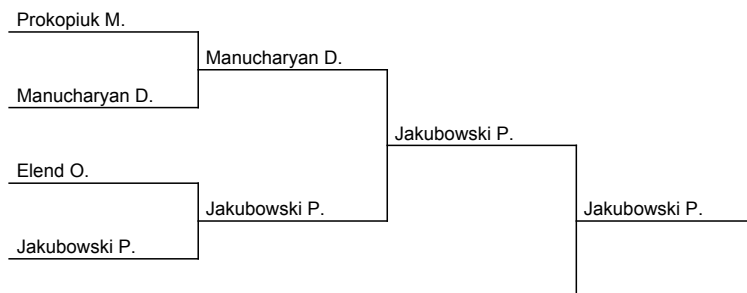 Prokopiuk M.
Manucharyan D.
Manucharyan D.
Jakubowski P.
Elend O.
Jakubowski P.
Jakubowski P.
Jakubowski P.